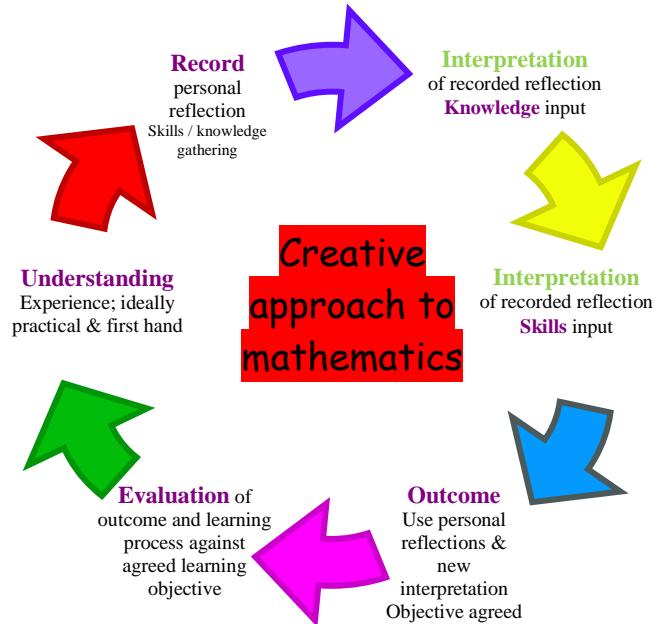 Record
personal
reflection
Skills / knowledge
gathering
Interpretation
of recorded reflection
Knowledge input
Interpretation
of recorded reflection
Skills input
Outcome
Use personal
reflections &
new
interpretation
Objective agreed
Evaluation of
outcome and learning
process against
agreed learning
objective
Understanding
Experience; ideally
practical & first hand
Creative
approach to
mathematics